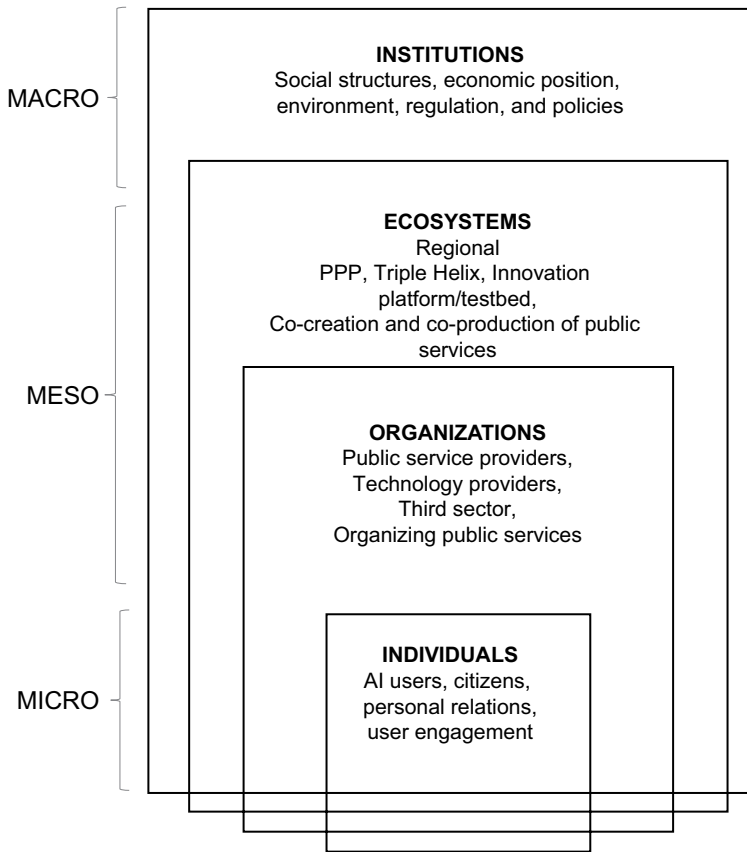 MACRO
INSTITUTIONS
Social structures, economic position,
environment, regulation, and policies
MESO
ECOSYSTEMS
Regional
PPP, Triple Helix, Innovation
platform/testbed,
Co-creation and co-production of public
services
ORGANIZATIONS
Public service providers,
Technology providers,
Third sector,
Organizing public services
MICRO
INDIVIDUALS
AI users, citizens,
personal relations,
user engagement